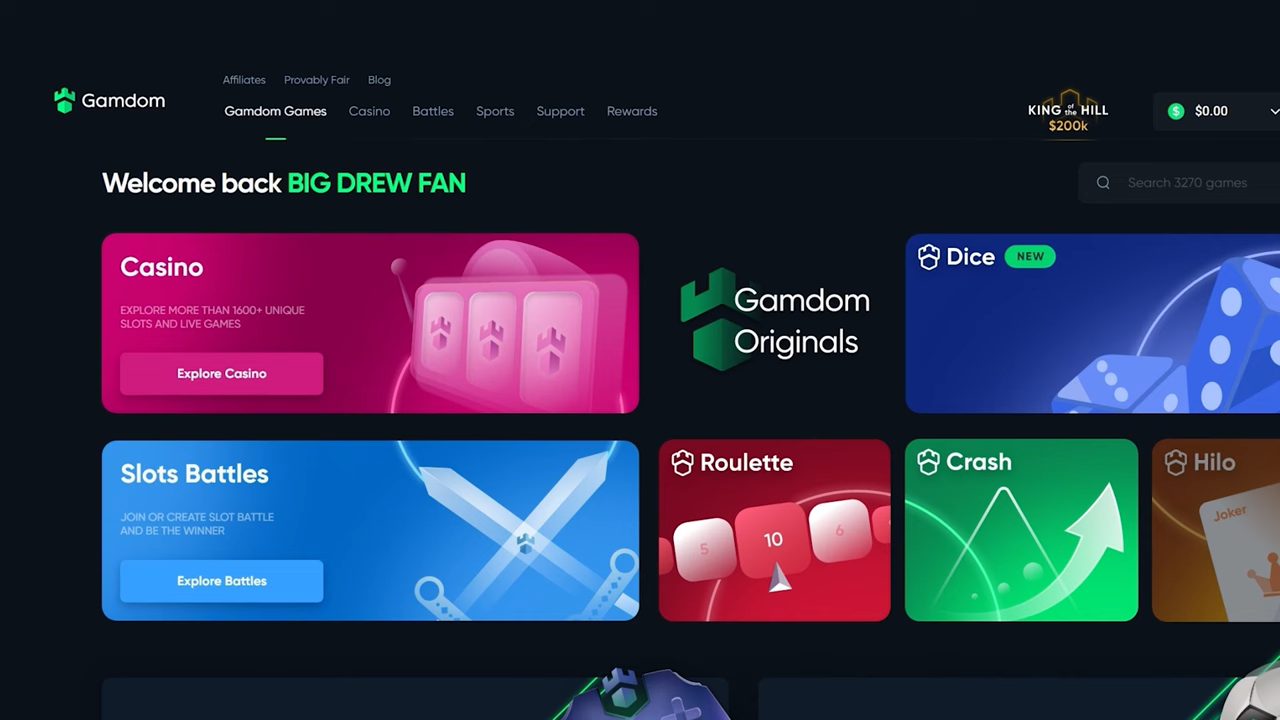 Affiliates Provably Fair Blog
Gamdom
Gamdom Games Casino Battles Sports Support Rewards
KING of the HILL
$200k
$ $0.00
Welcome back BIG DREW FAN
Search 3270 games
Casino
EXPLORE MORE THAN 1600+ UNIQUE
SLOTS AND LIVE GAMES
Explore Casino
Gamdom
Originals
Dice NEW
Slots Battles
JOIN OR CREATE SLOT BATTLE
AND BE THE WINNER
Explore Battles
Roulette
5 10 6
Crash
Hilo
Joker